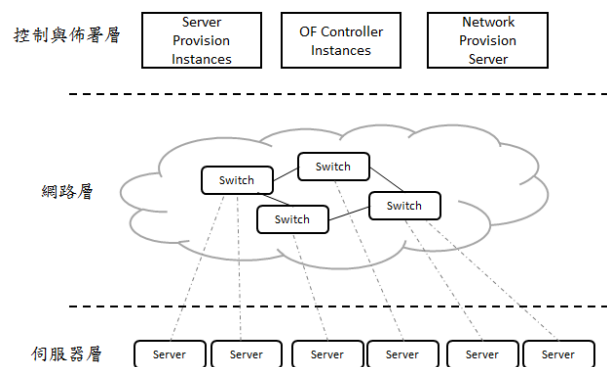 控制與佈署層
Server
Provision
Instances
OF Controller
Instances
Network
Provision
Server
網路層
Switch
Switch
Switch
Switch
伺服器層
Server
Server
Server
Server
Server
Server